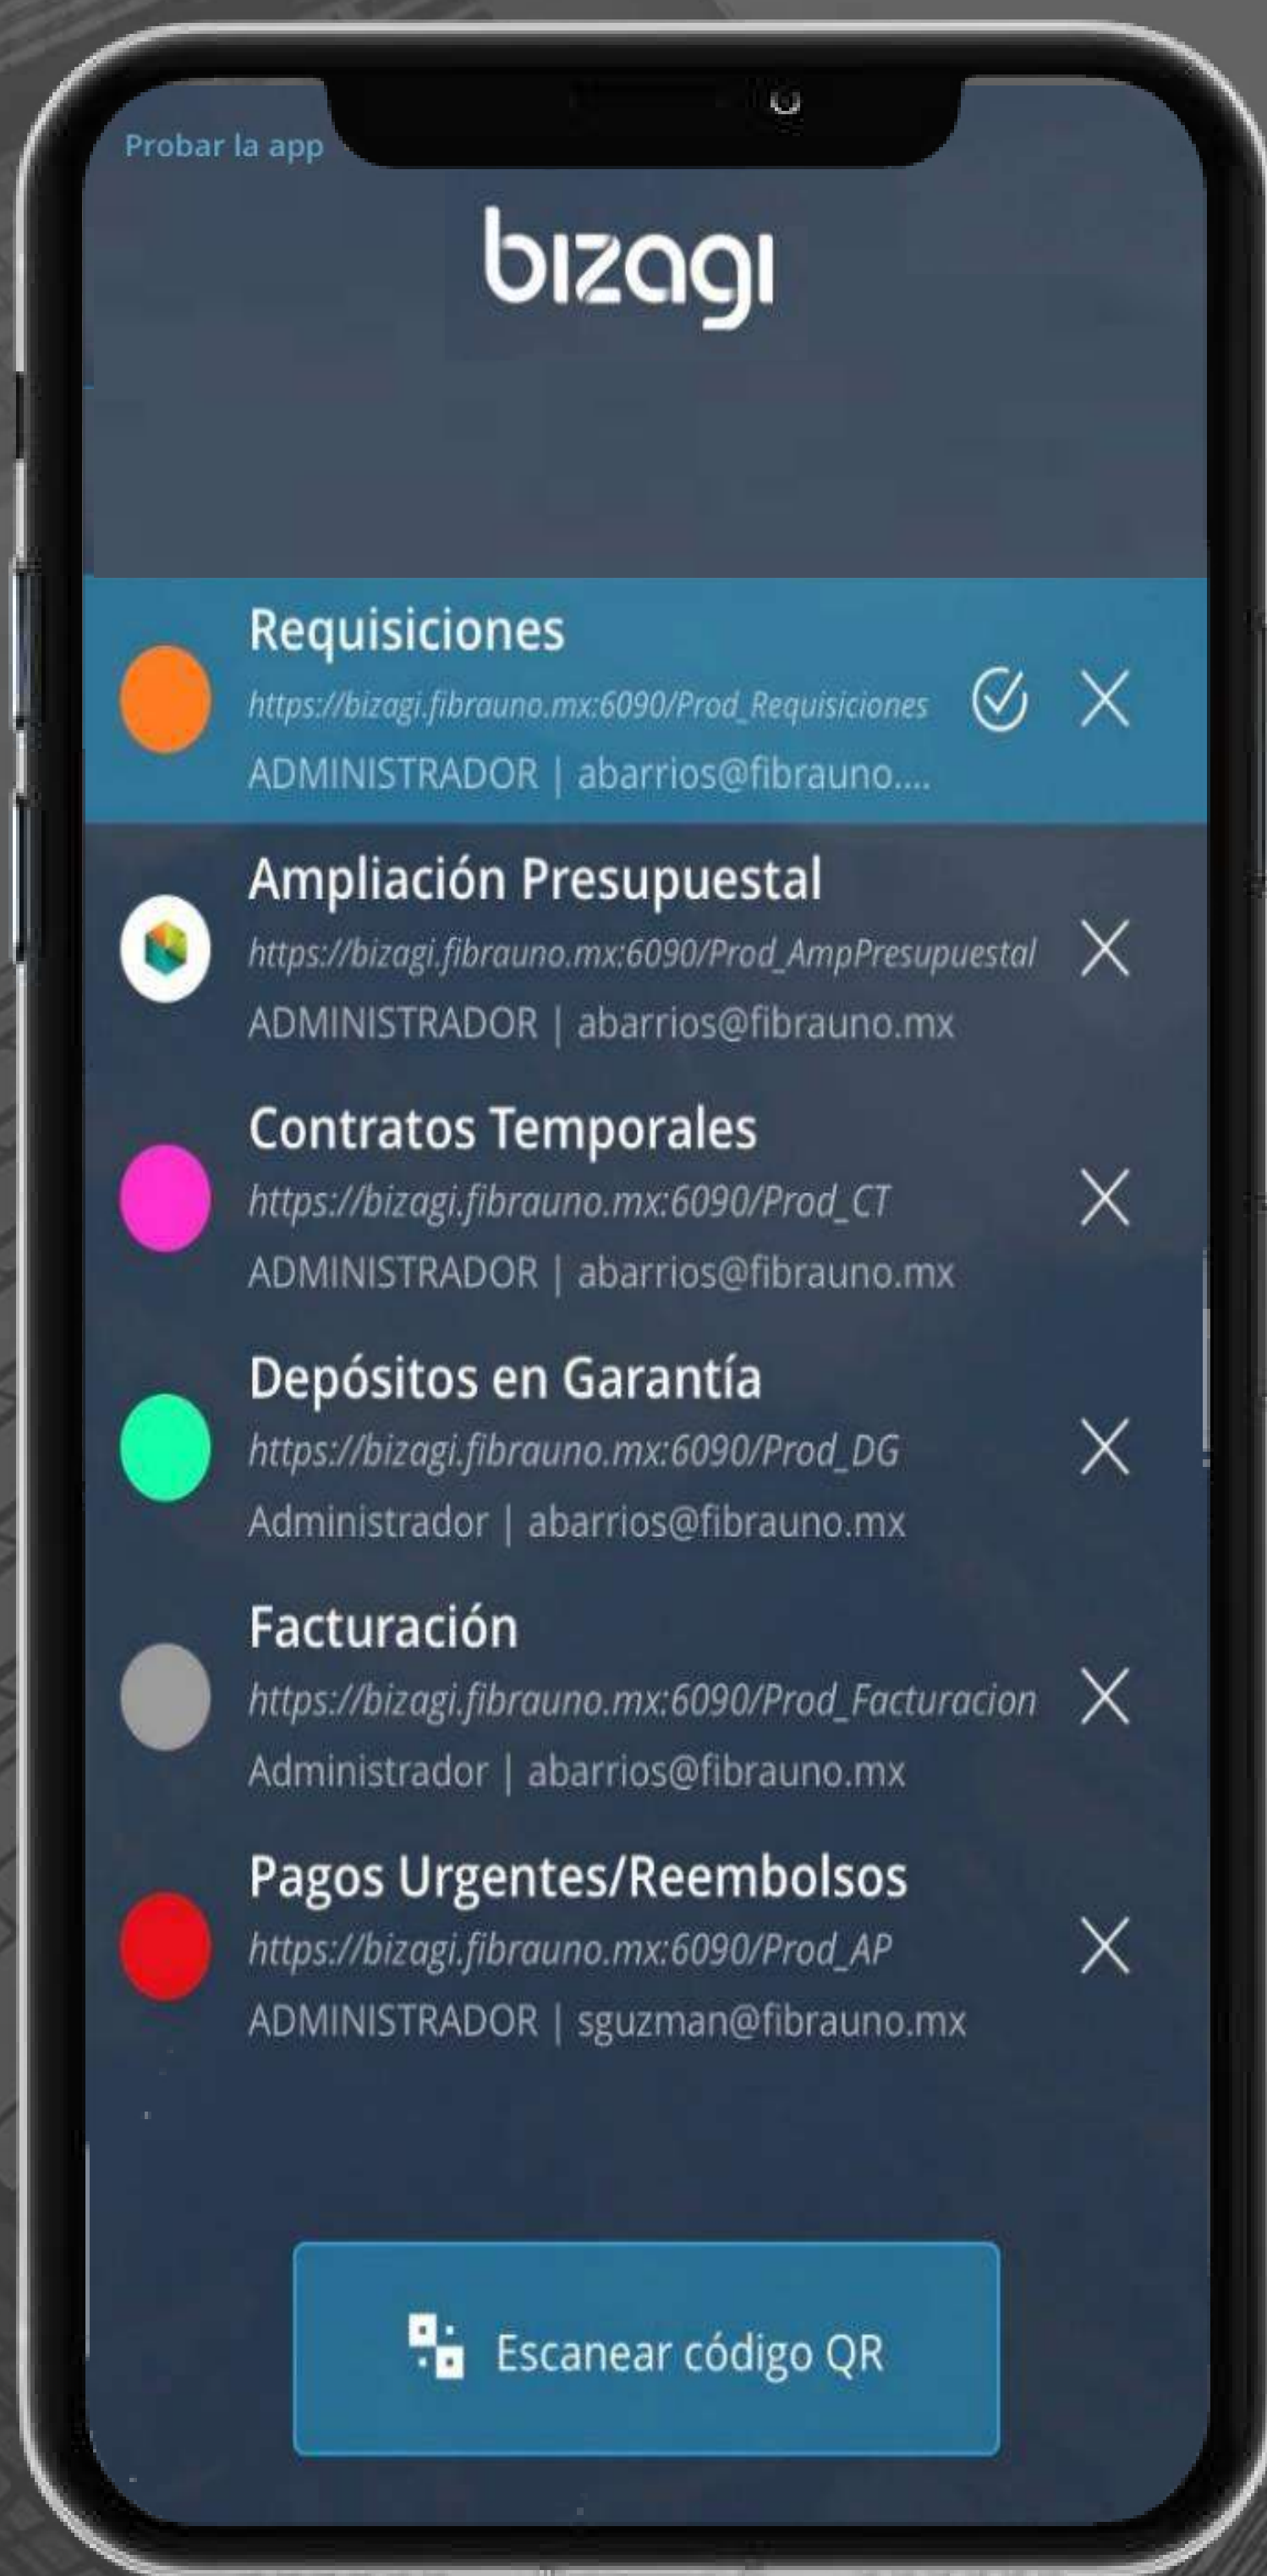 Probar la app
bizagi
Requisiciones
https://bizagi.fibrauno.mx:6090/Prod_Requisiciones
ADMINISTRADOR | abarrios@fibrauno....
Ampliación Presupuestal
https://bizagi.fibrauno.mx:6090/Prod_AmpPresupuestal
ADMINISTRADOR | abarrios@fibrauno.mx
Contratos Temporales
https://bizagi.fibrauno.mx:6090/Prod_CT
ADMINISTRADOR | abarrios@fibrauno.mx
Depósitos en Garantía
https://bizagi.fibrauno.mx:6090/Prod_DG
Administrador | abarrios@fibrauno.mx
Facturación
https://bizagi.fibrauno.mx:6090/Prod_Facturacion
Administrador | abarrios@fibrauno.mx
Pagos Urgentes/Reembolsos
https://bizagi.fibrauno.mx:6090/Prod_AP
ADMINISTRADOR | sguzman@fibrauno.mx
Escanear código QR